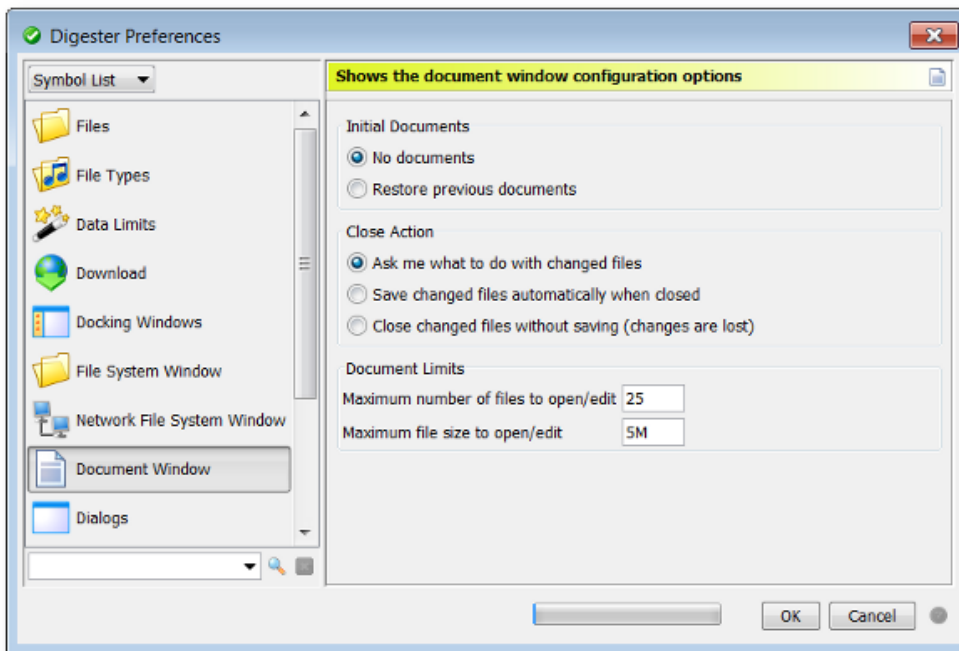 Digester Preferences
Symbol List
Files
File Types
Data Limits
Download
Docking Windows
File System Window
Network File System Window
Document Window
Dialogs
Shows the document window configuration options
Initial Documents
No documents
Restore previous documents
Close Action
Ask me what to do with changed files
Save changed files automatically when closed
Close changed files without saving (changes are lost)
Document Limits
Maximum number of files to open/edit 25
Maximum file size to open/edit 5M
OK Cancel